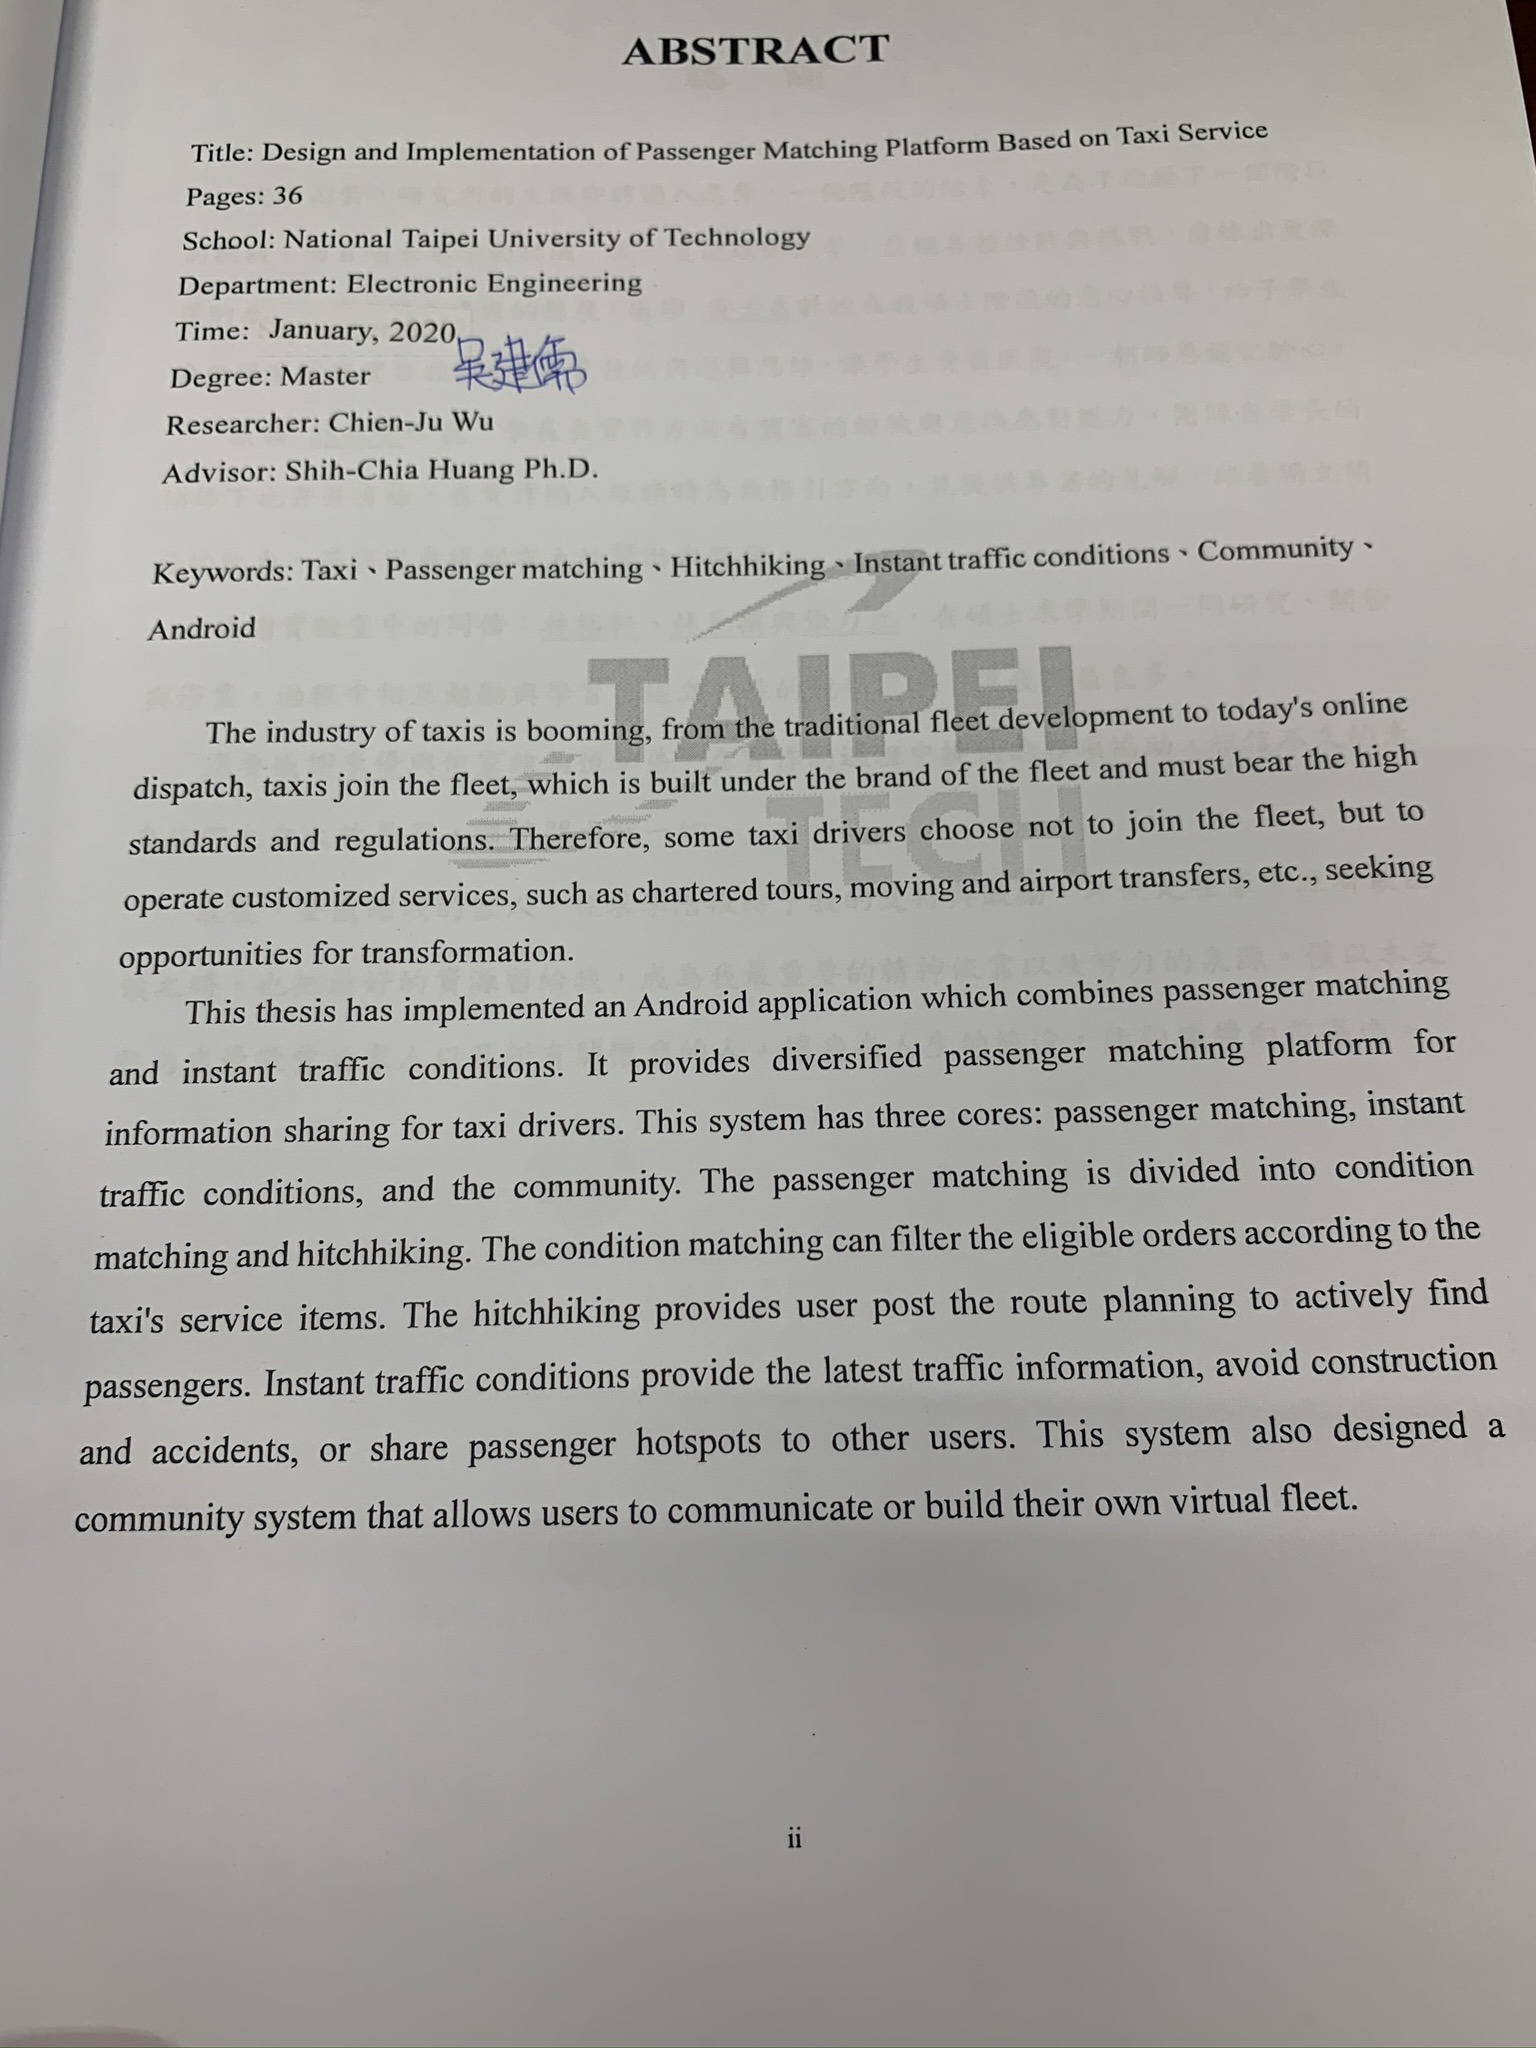 ABSTRACT
Title: Design and Implementation of Passenger Matching Platform Based on Taxi Service
Pages: 36
School: National Taipei University of Technology
Department: Electronic Engineering
Time: January, 2020
吳建儒
Degree: Master
Researcher: Chien-Ju Wu
Advisor: Shih-Chia Huang Ph.D.
Keywords: Taxi、Passenger matching、Hitchhiking、Instant traffic conditions、Community、
Android
TAIPEI
TECH
The industry of taxis is booming, from the traditional fleet development to today's online
dispatch, taxis join the fleet, which is built under the brand of the fleet and must bear the high
standards and regulations. Therefore, some taxi drivers choose not to join the fleet, but to
operate customized services, such as chartered tours, moving and airport transfers, etc., seeking
opportunities for transformation.
This thesis has implemented an Android application which combines passenger matching
and instant traffic conditions. It provides diversified passenger matching platform for
information sharing for taxi drivers. This system has three cores: passenger matching, instant
traffic conditions, and the community. The passenger matching is divided into condition
matching and hitchhiking. The condition matching can filter the eligible orders according to the
taxi's service items. The hitchhiking provides user post the route planning to actively find
passengers. Instant traffic conditions provide the latest traffic information, avoid construction
and accidents, or share passenger hotspots to other users. This system also designed a
community system that allows users to communicate or build their own virtual fleet.
ii